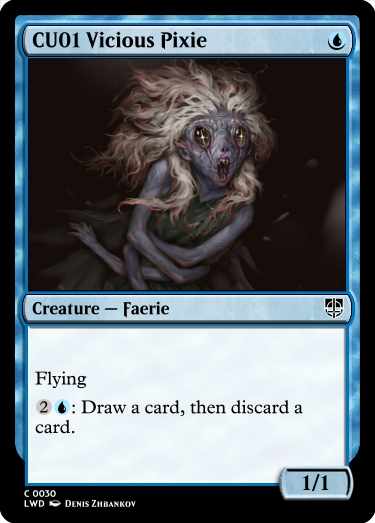 CU01 Vicious Pixie
Creature — Faerie
Flying
2: Draw a card, then discard a
card.
1/1
C 0030
LWD Denis Zhbankov